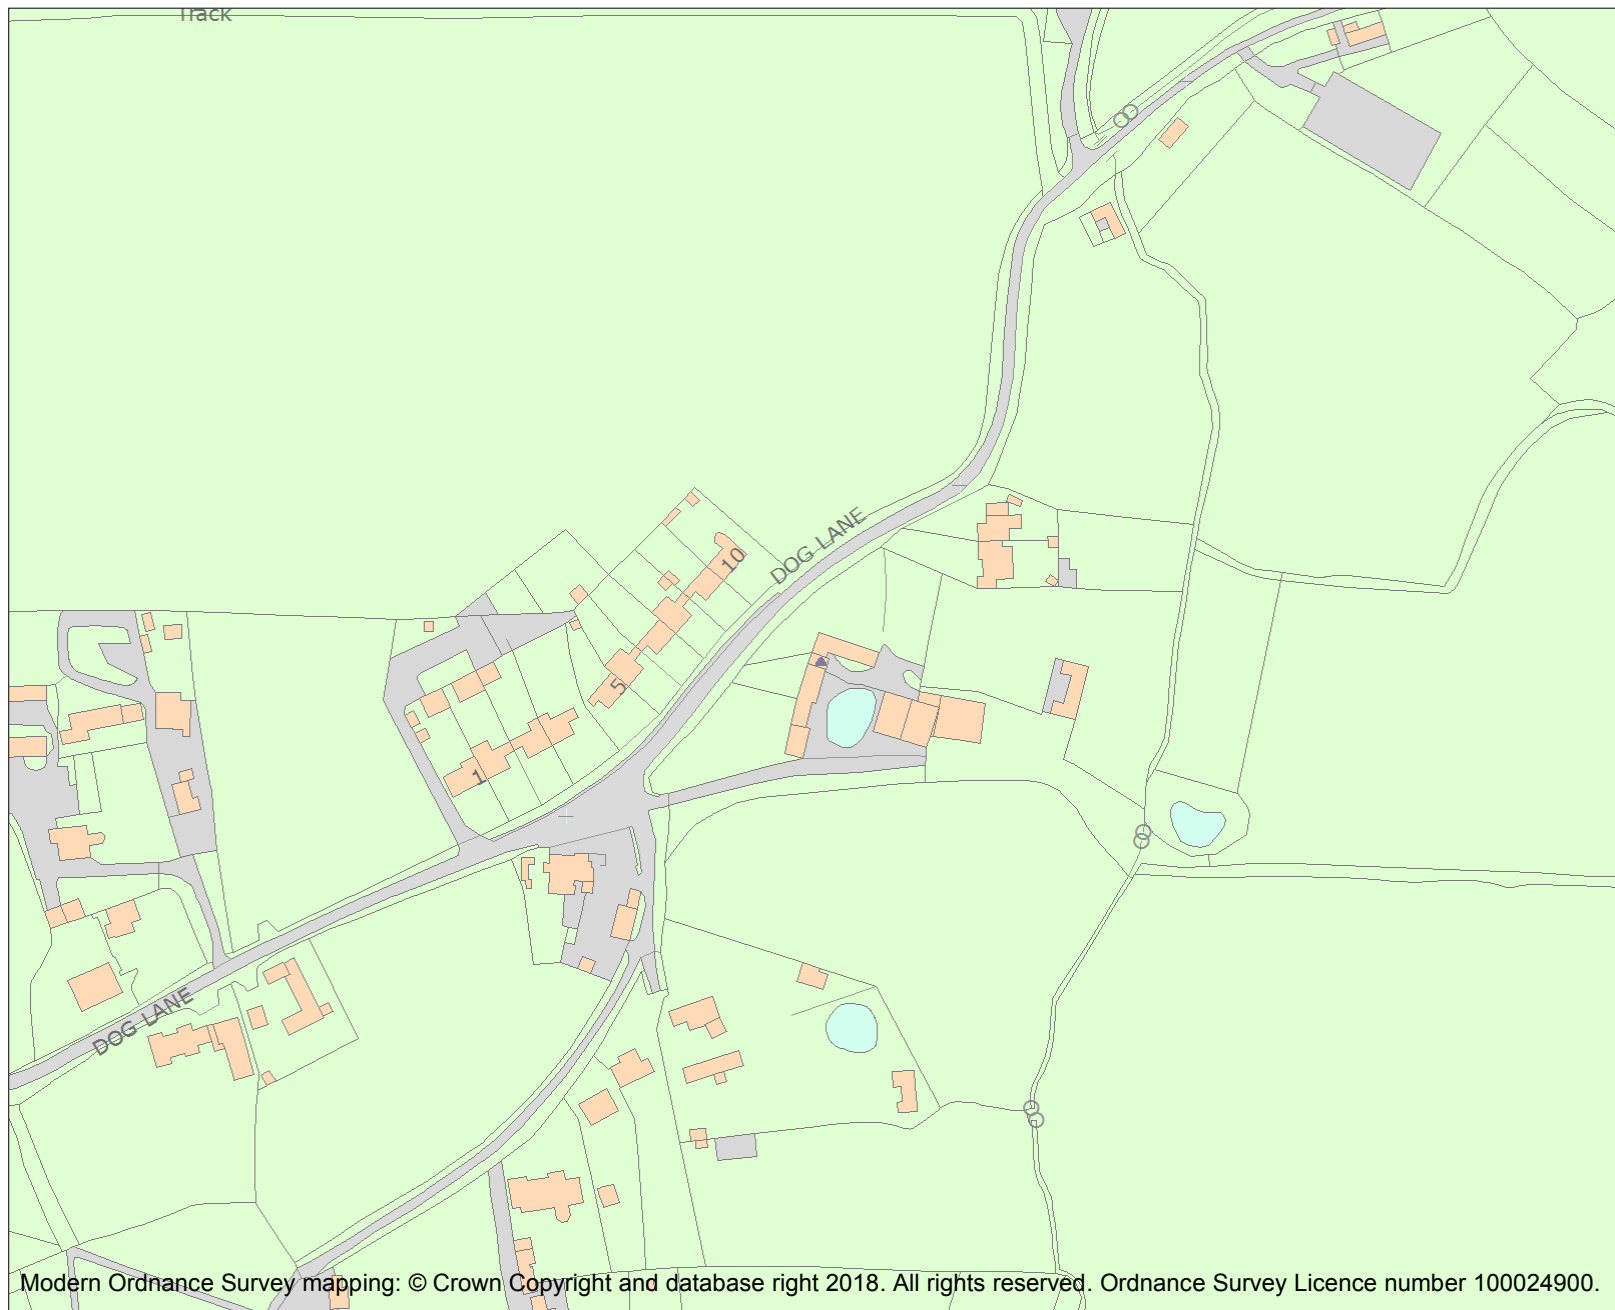 Track
DOG LANE
10
5
1
DOG LANE
Modern Ordnance Survey mapping: © Crown Copyright and database right 2018. All rights reserved. Ordnance Survey Licence number 100024900.